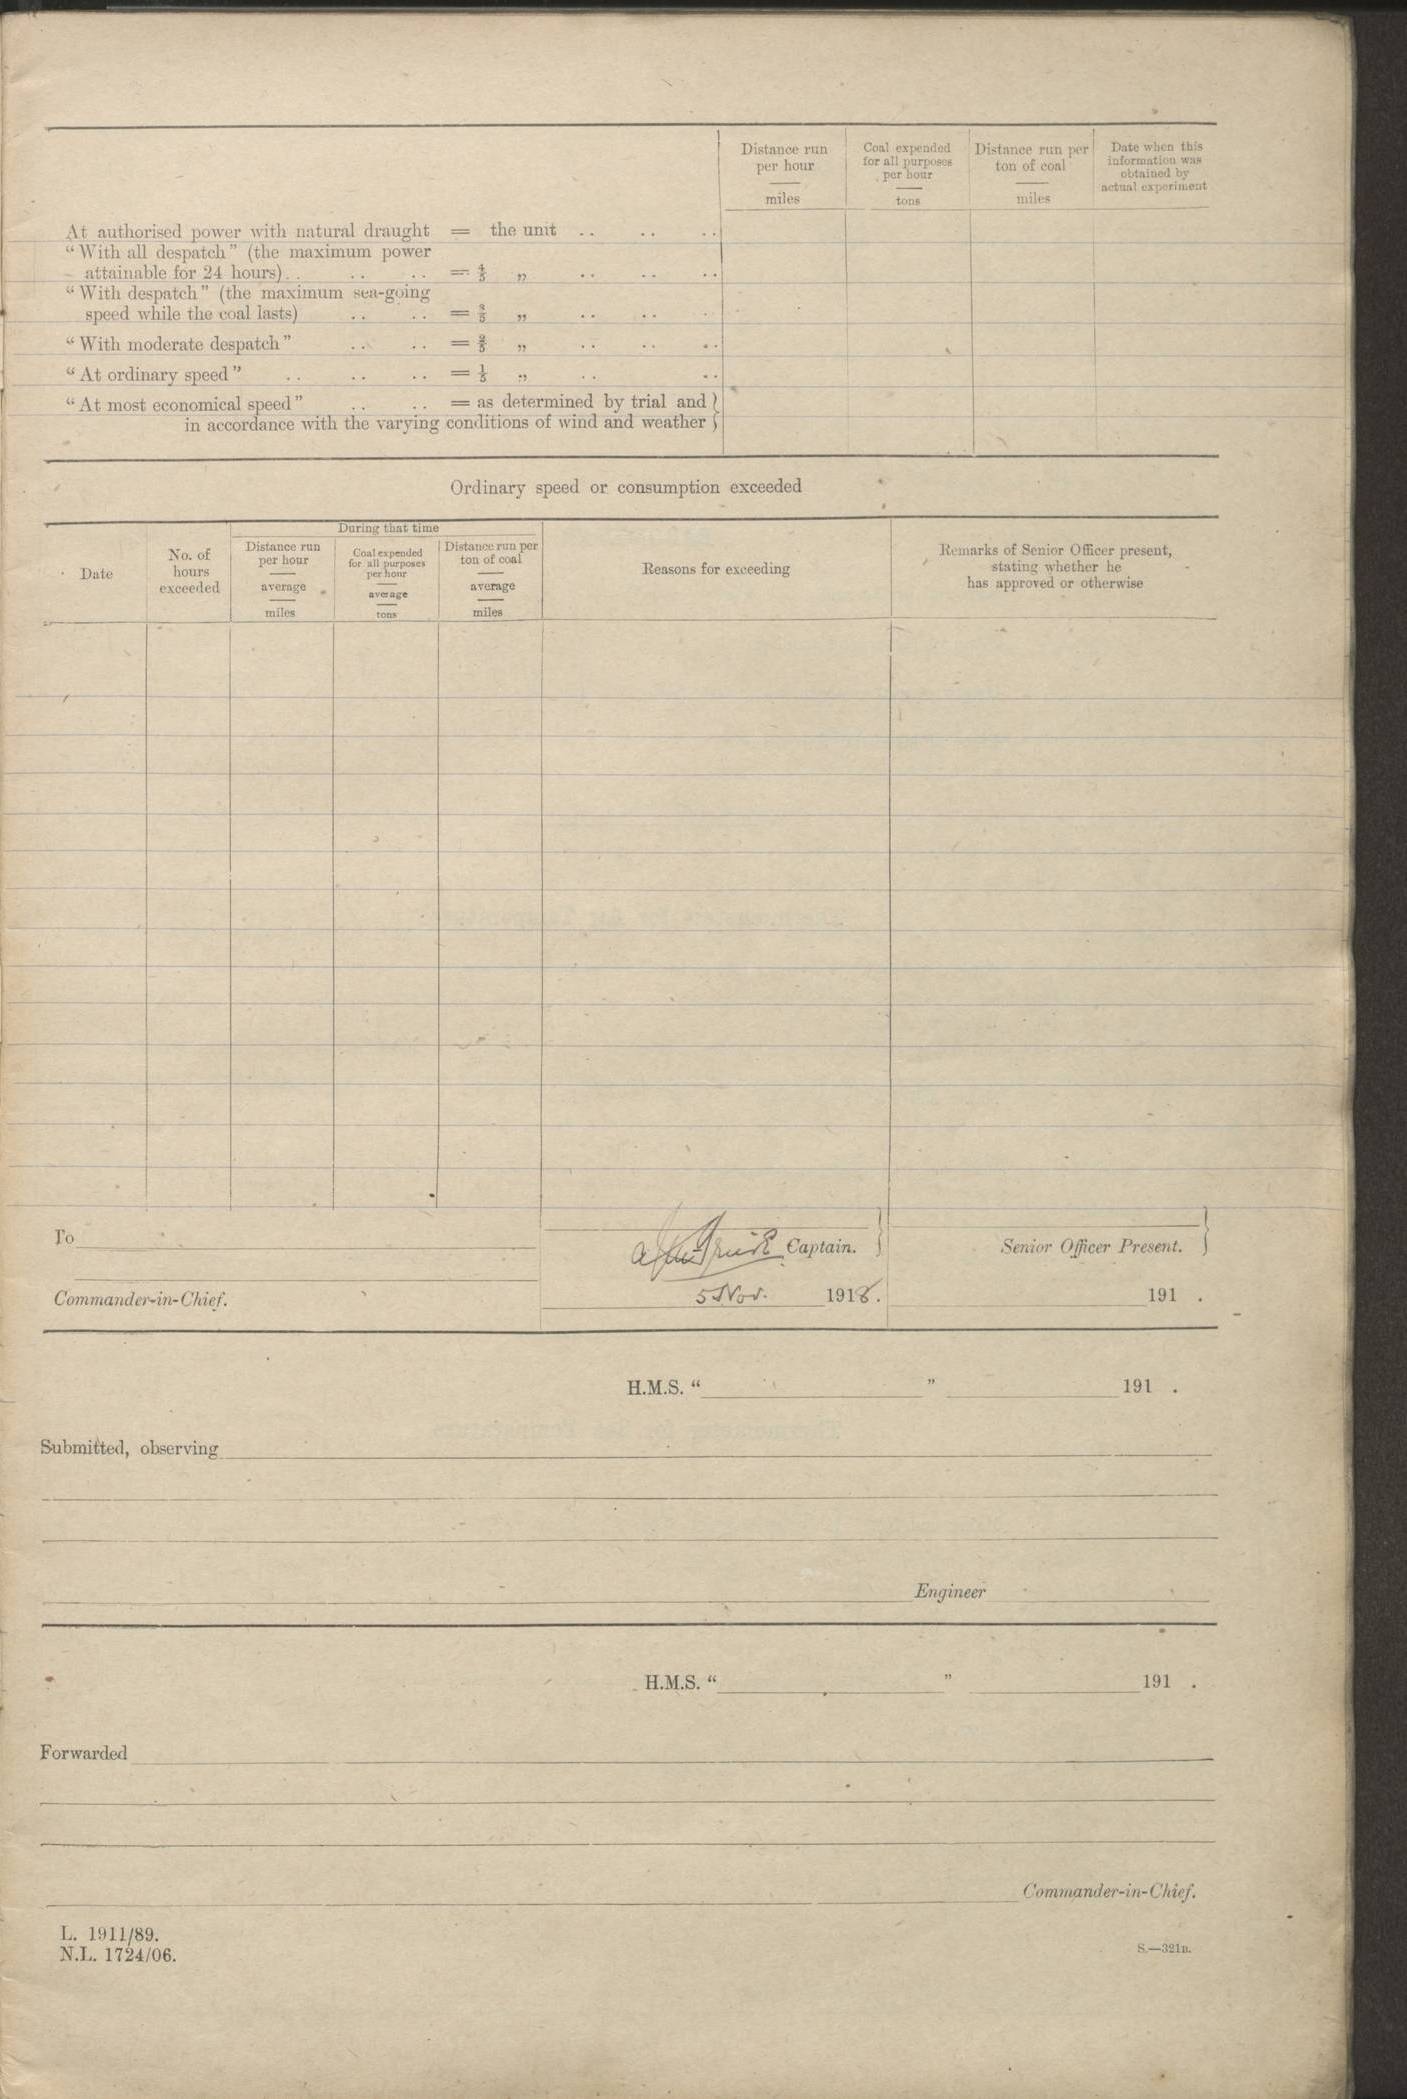 Distance run per hour miles
Coal expended for all purposes per hour tons
Distance run per ton of coal miles
Date when this information was obtained by actual experiment
At authorised power with natural draught = the unit .. .. ..
“With all despatch” (the maximum power
attainable for 24 hours) .. .. .. = 4/5 „ .. .. ..
“With despatch” (the maximum sea-going
speed while the coal lasts) .. .. = 3/5 „ .. ..
“With moderate despatch” .. .. = 2/5 „ .. .. ..
“At ordinary speed” .. .. .. = 1/5 „ .. ..
“At most economical speed” .. .. = as determined by trial and }
in accordance with the varying conditions of wind and weather }
Ordinary speed or consumption exceeded
Date
No. of hours exceeded
During that time
Distance run per hour average miles
Coal expended for all purposes per hour average tons
Distance run per ton of coal average miles
Reasons for exceeding
Remarks of Senior Officer present, stating whether he has approved or otherwise
To
Captain. }
Senior Officer Present. }
Commander-in-Chief.
5 Nov. 1918.
191 .
H.M.S. “ ” 191 .
Submitted, observing
Engineer
H.M.S. “ ” 191 .
Forwarded
Commander-in-Chief.
L. 1911/89.
N.L. 1724/06.
S.—321B.